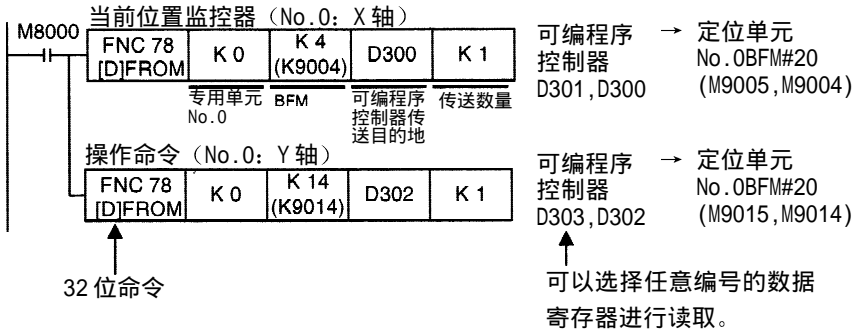 当前位置监控器（No.0：X轴）
M8000
FNC 78 [D]FROM K 0 K 4 (K9004) D300 K 1
专用单元 No.0
BFM
可编程序控制器传送目的地
传送数量
可编程序 → 定位单元
控制器 No.0BFM#20
D301,D300 (M9005,M9004)
操作命令（No.0：Y轴）
FNC 78 [D]FROM K 0 K 14 (K9014) D302 K 1
可编程序 → 定位单元
控制器 No.0BFM#20
D303,D302 (M9015,M9014)
32位命令
可以选择任意编号的数据
寄存器进行读取。